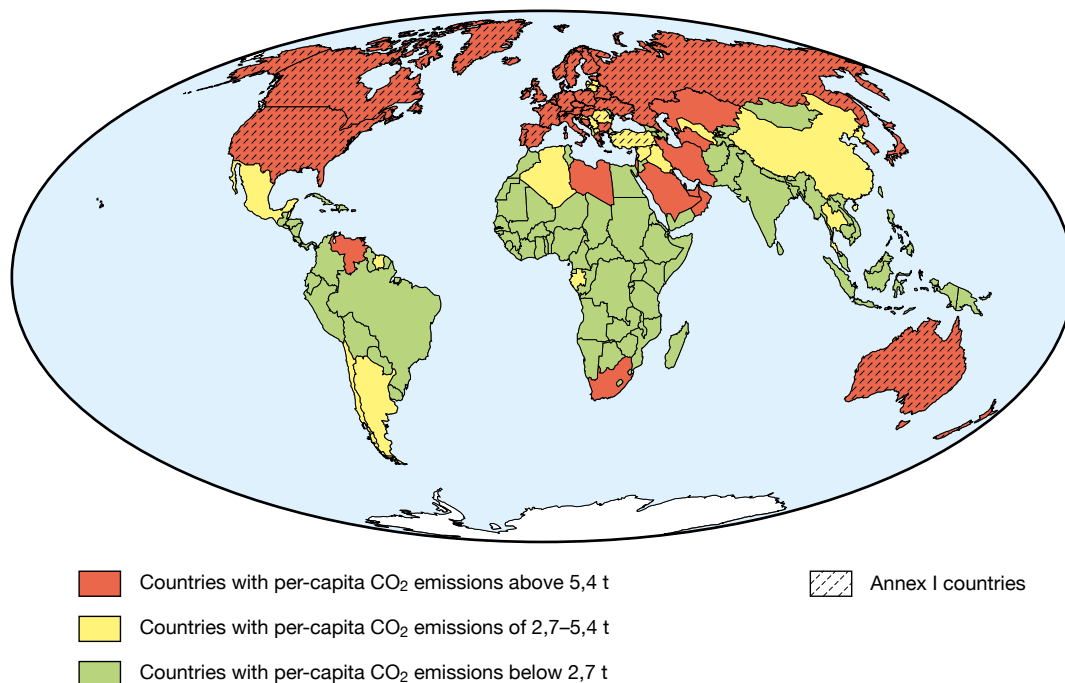 Countries with per-capita CO₂ emissions above 5,4 t
Annex I countries
Countries with per-capita CO₂ emissions of 2,7–5,4 t
Countries with per-capita CO₂ emissions below 2,7 t